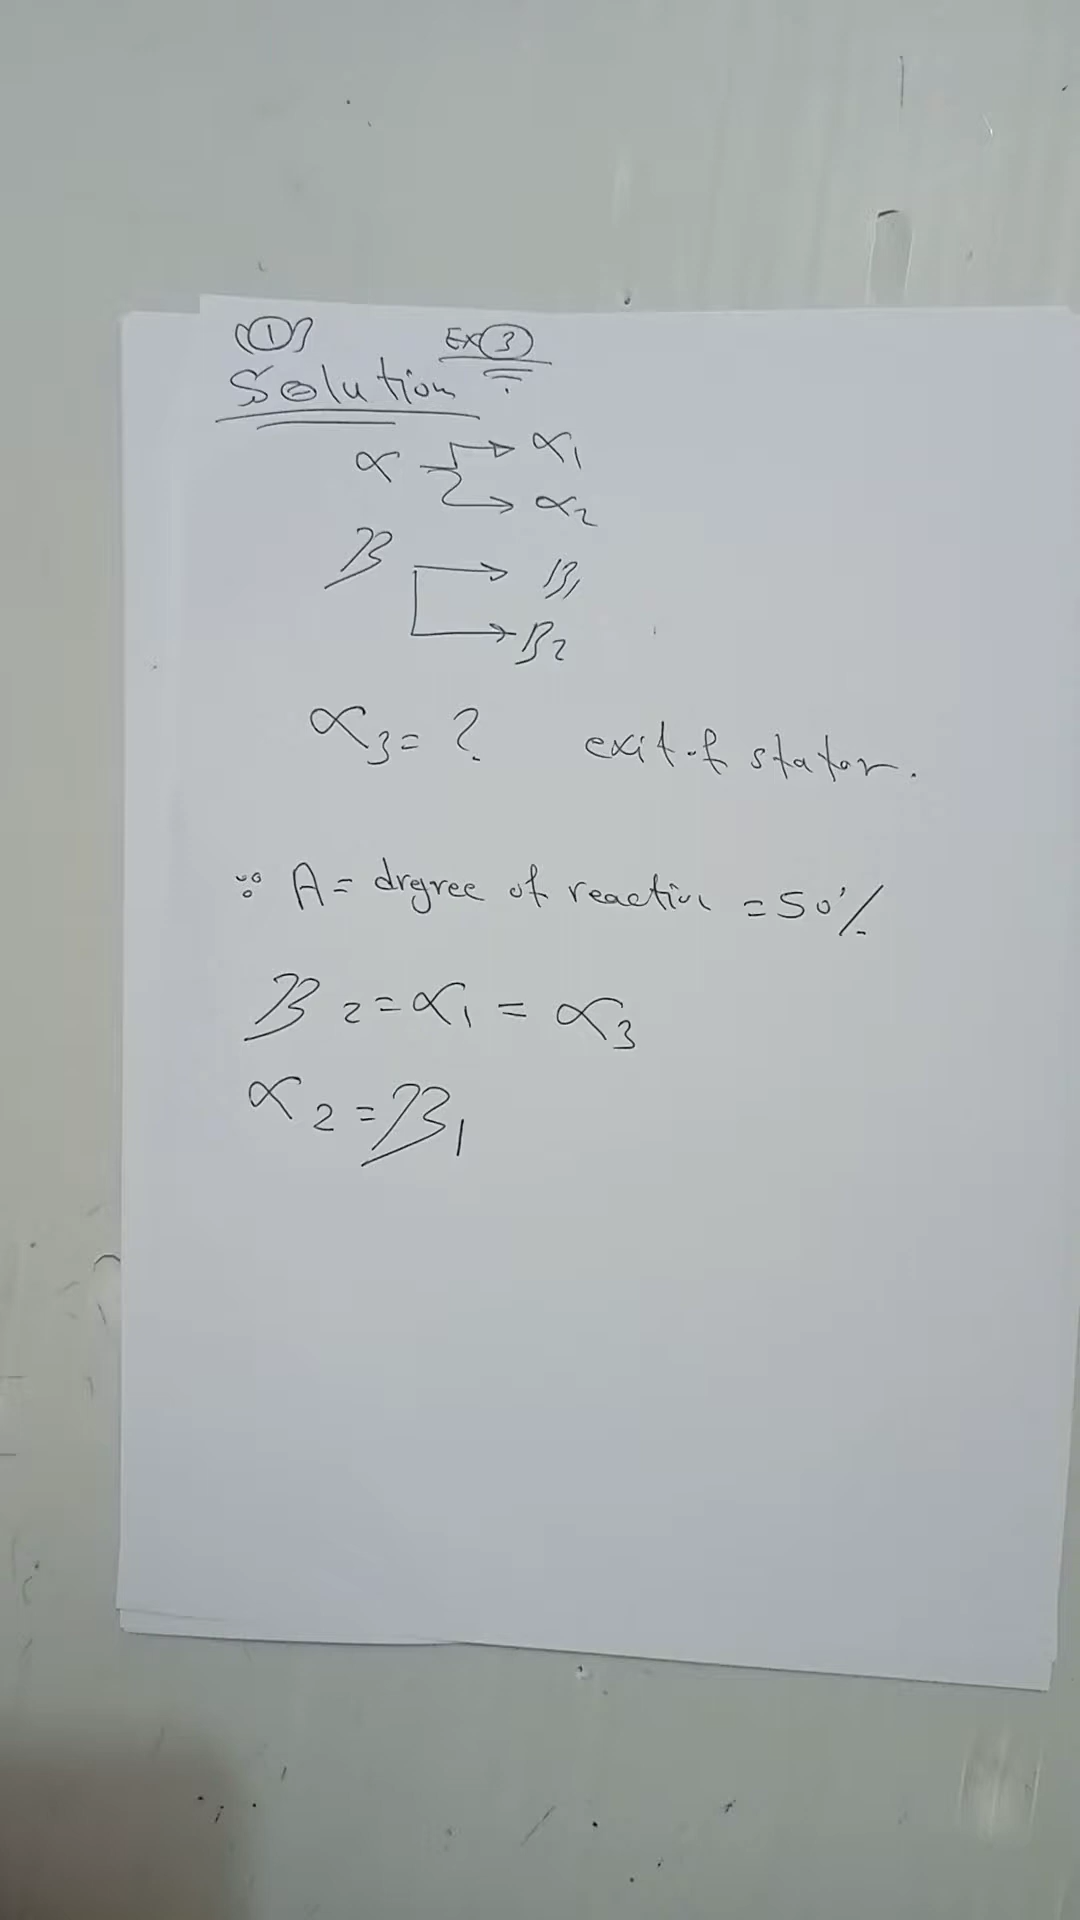 (1) Ex 3
Solution
α → α1
→ α2
β → β1
→ β2
α3 = ? exit of stator.
∵ Λ = drgree of reaction = 50%
β2 = α1 = α3
α2 = β1